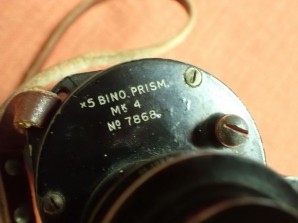 ×5 BINO. PRISM.
MK 4
Nº 7868.